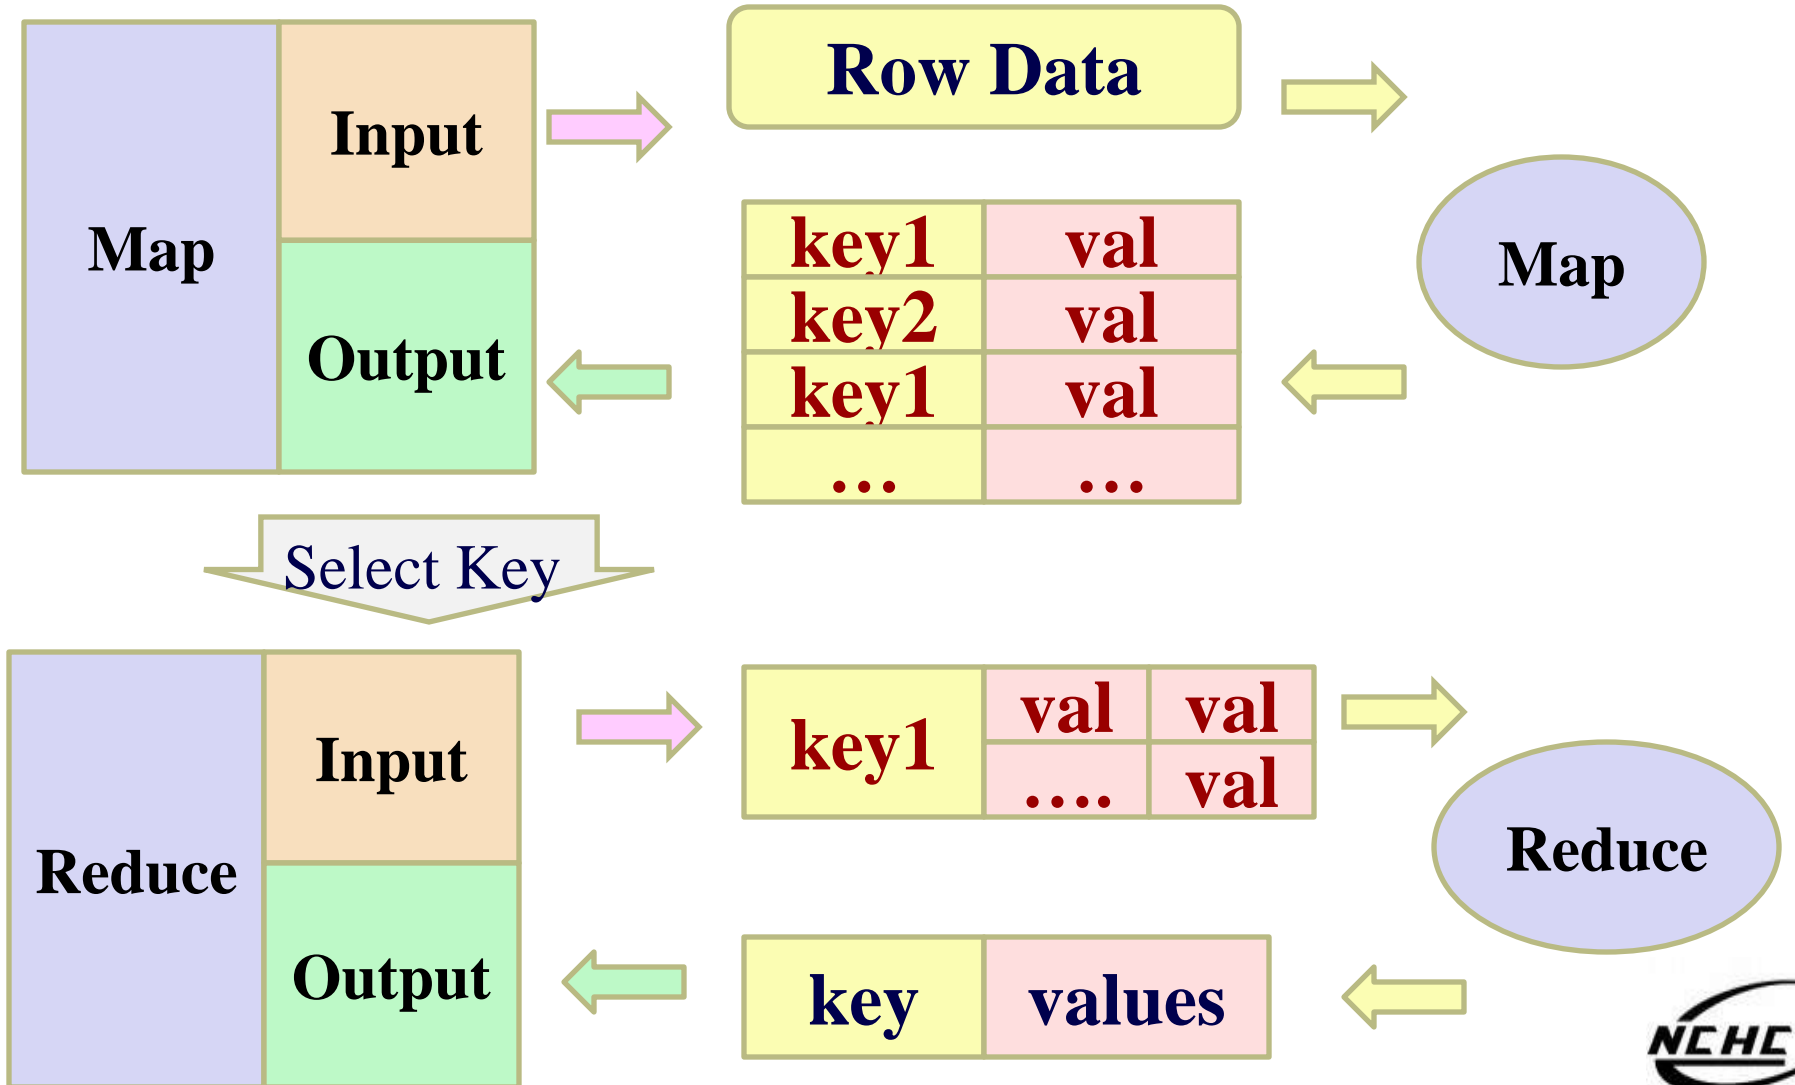 Map
Input
Output
Row Data
key1 val
key2 val
key1 val
... ...
Map
Select Key
Reduce
Input
Output
key1
val val
.... val
Reduce
key values
NCHC